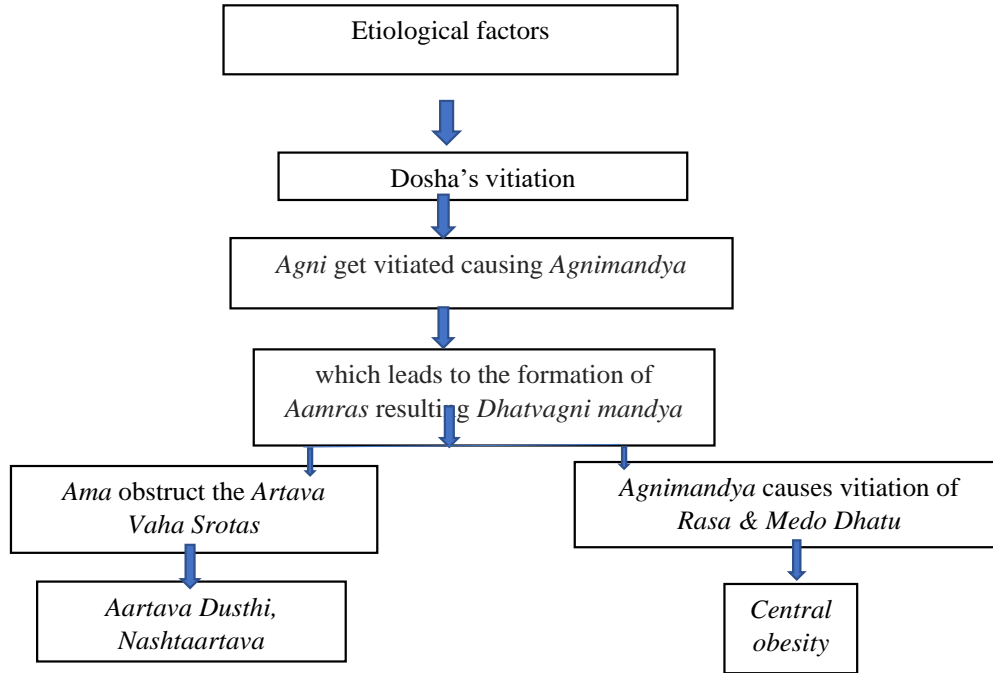 Etiological factors
Dosha’s vitiation
Agni get vitiated causing Agnimandya
which leads to the formation of
Aamras resulting Dhatvagni mandya
Ama obstruct the Artava
Vaha Srotas
Agnimandya causes vitiation of
Rasa & Medo Dhatu
Aartava Dusthi,
Nashtaartava
Central
obesity